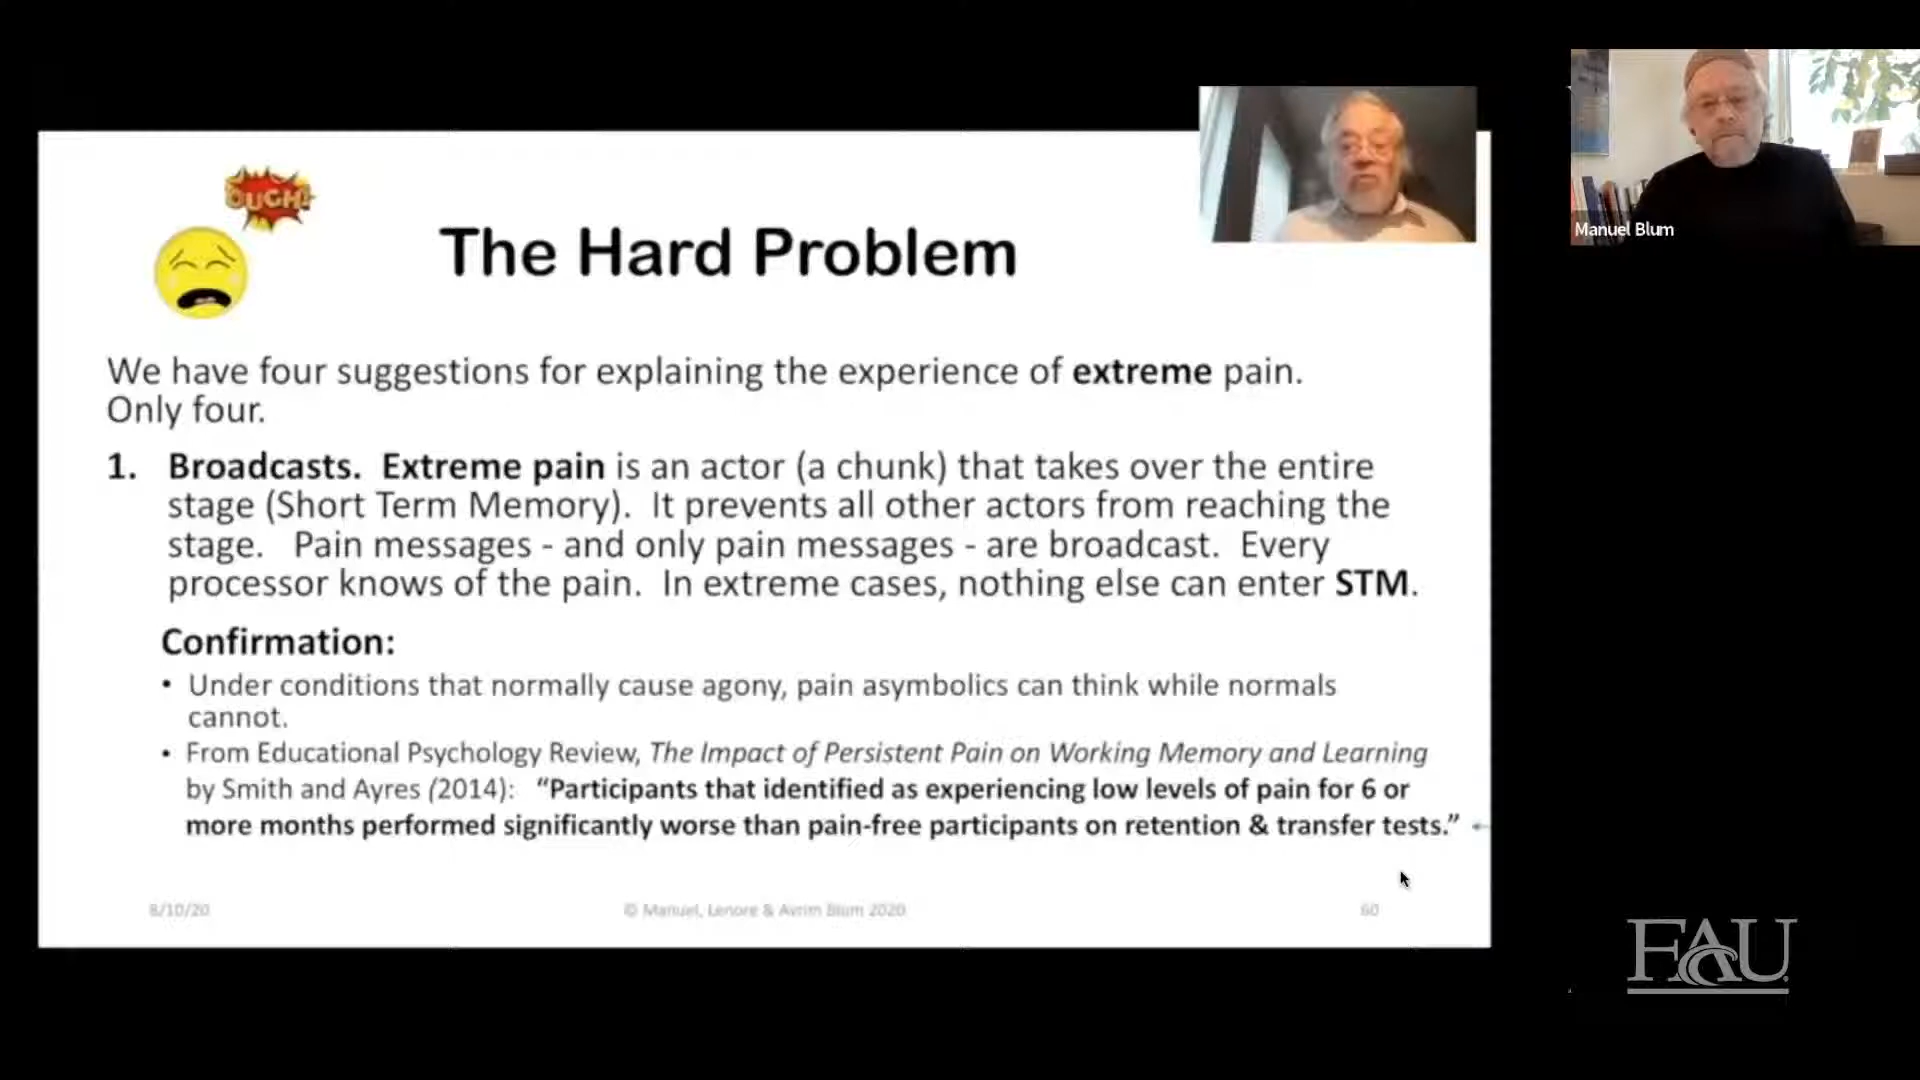 OUGH!
The Hard Problem
Manuel Blum
We have four suggestions for explaining the experience of extreme pain.
Only four.
1. Broadcasts. Extreme pain is an actor (a chunk) that takes over the entire
stage (Short Term Memory). It prevents all other actors from reaching the
stage. Pain messages - and only pain messages - are broadcast. Every
processor knows of the pain. In extreme cases, nothing else can enter STM.
Confirmation:
• Under conditions that normally cause agony, pain asymbolics can think while normals
cannot.
• From Educational Psychology Review, The Impact of Persistent Pain on Working Memory and Learning
by Smith and Ayres (2014): “Participants that identified as experiencing low levels of pain for 6 or
more months performed significantly worse than pain-free participants on retention & transfer tests.”
8/10/20
© Manuel, Lenore & Avrim Blum 2020
60
FAU